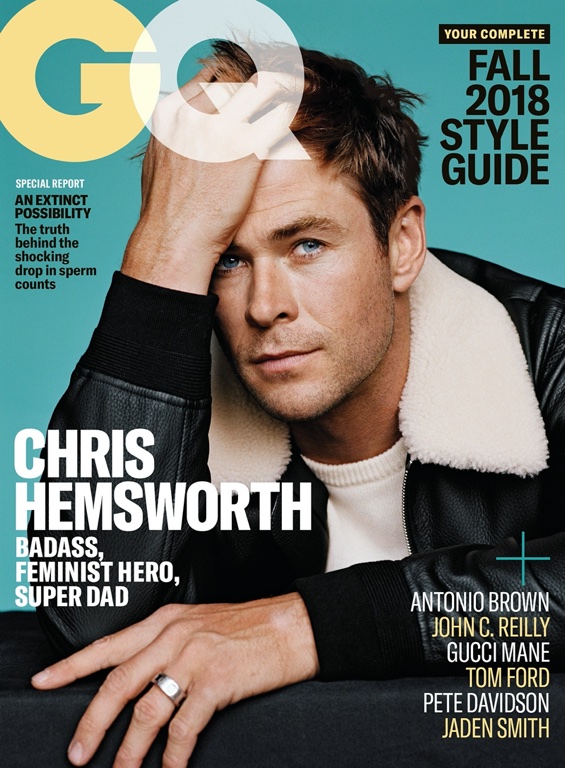 GQ
YOUR COMPLETE
FALL
2018
STYLE
GUIDE
SPECIAL REPORT
AN EXTINCT
POSSIBILITY
The truth
behind the
shocking
drop in sperm
counts
CHRIS
HEMSWORTH
BADASS,
FEMINIST HERO,
SUPER DAD
ANTONIO BROWN
JOHN C. REILLY
GUCCI MANE
TOM FORD
PETE DAVIDSON
JADEN SMITH